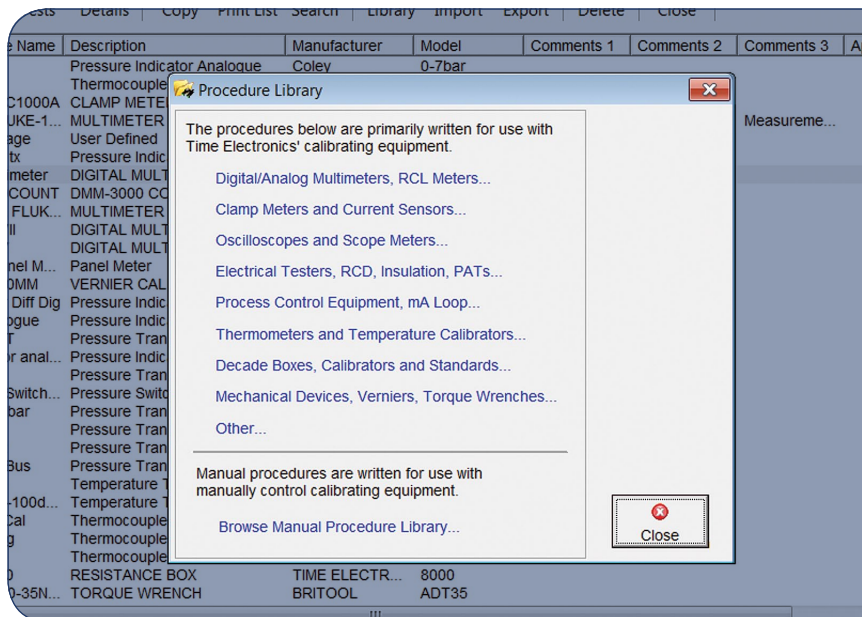 Details Copy Print List Search Library Import Export Delete Close
e Name Description Manufacturer Model Comments 1 Comments 2 Comments 3 A
Pressure Indicator Analogue Coley 0-7bar
Thermocouple
C1000A CLAMP METE
UKE-1... MULTIMETER Measureme...
age User Defined
tx Pressure Indic
meter DIGITAL MULT
COUNT DMM-3000 CO
FLUK... MULTIMETER
II DIGITAL MULT
DIGITAL MULT
nel M... Panel Meter
0MM VERNIER CAL
Diff Dig Pressure Indic
ogue Pressure Indic
T Pressure Tran
r anal... Pressure Indic
Pressure Tran
Switch... Pressure Switc
bar Pressure Tran
Pressure Tran
Pressure Tran
Bus Pressure Tran
Temperature T
-100d... Temperature T
Cal Thermocouple
g Thermocouple
Thermocouple
0 RESISTANCE BOX TIME ELECTR... 8000
0-35N... TORQUE WRENCH BRITOOL ADT35
Procedure Library
The procedures below are primarily written for use with
Time Electronics' calibrating equipment.
Digital/Analog Multimeters, RCL Meters...
Clamp Meters and Current Sensors...
Oscilloscopes and Scope Meters...
Electrical Testers, RCD, Insulation, PATs...
Process Control Equipment, mA Loop...
Thermometers and Temperature Calibrators...
Decade Boxes, Calibrators and Standards...
Mechanical Devices, Verniers, Torque Wrenches...
Other...
Manual procedures are written for use with
manually control calibrating equipment.
Browse Manual Procedure Library...
Close